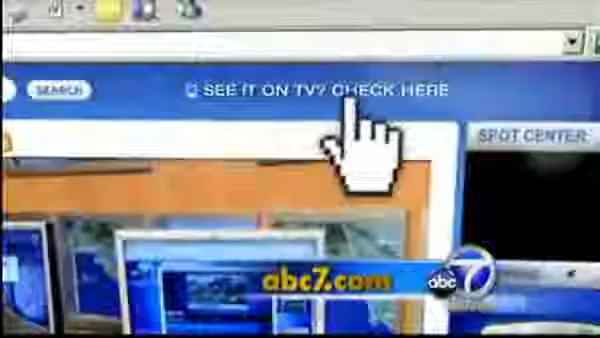 SEARCH
SEE IT ON TV? CHECK HERE
SPOT CENTER
abc7.com
abc 7